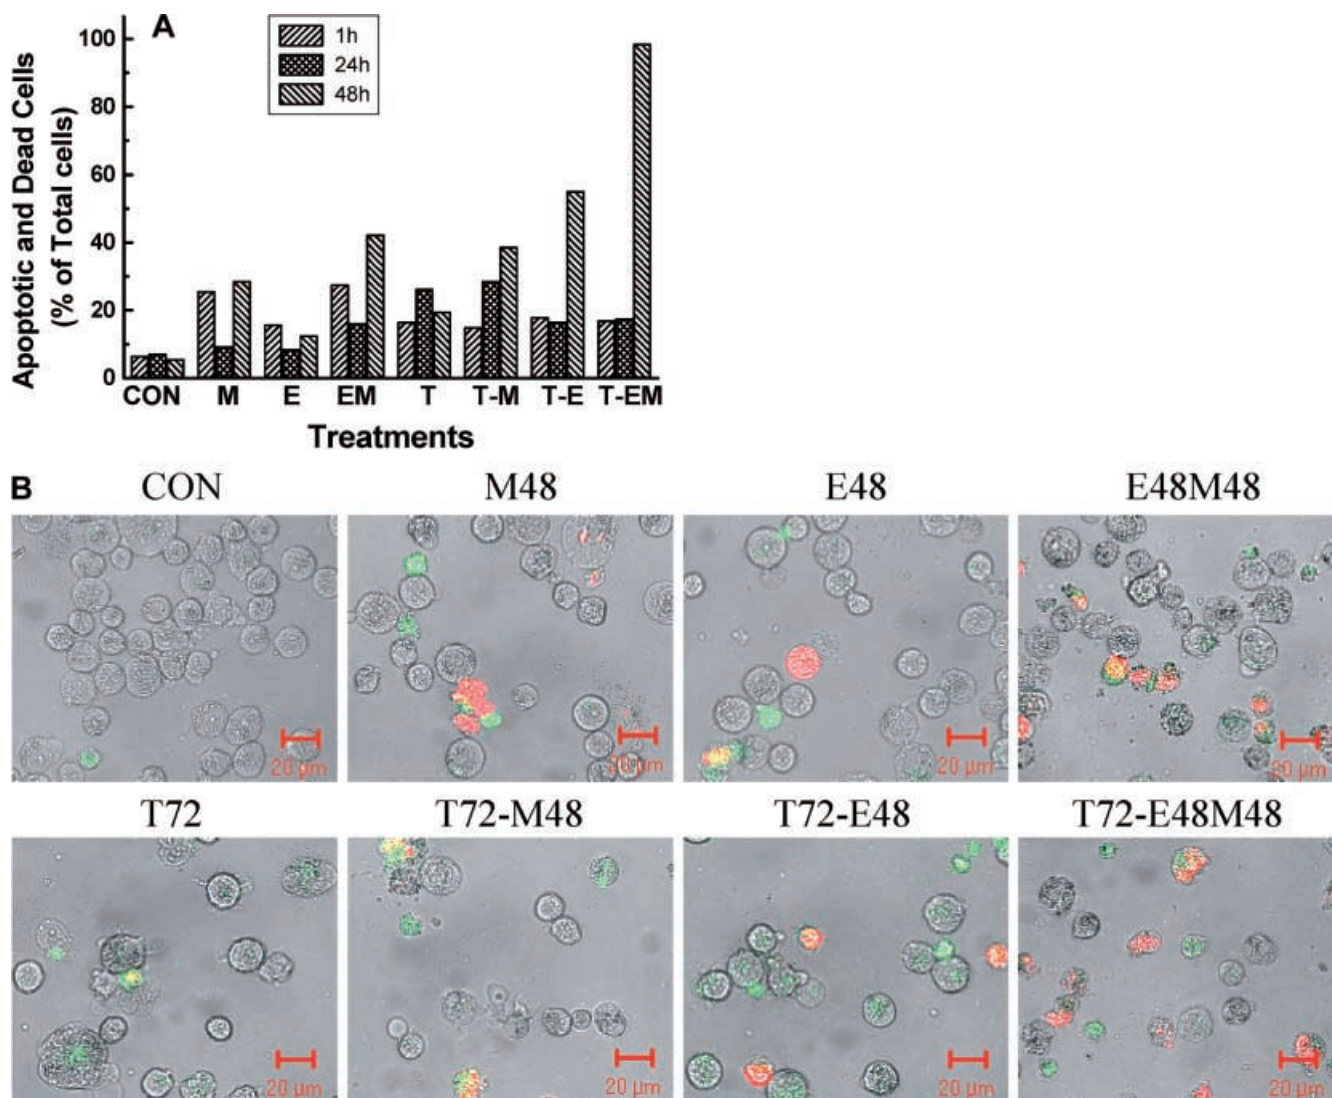 A
1h
24h
48h
Apoptotic and Dead Cells
(% of Total cells)
100
80
60
40
20
0
CON M E EM T T-M T-E T-EM
Treatments
B
CON M48 E48 E48M48
20 µm 20 µm 20 µm 20 µm
T72 T72-M48 T72-E48 T72-E48M48
20 µm 20 µm 20 µm 20 µm